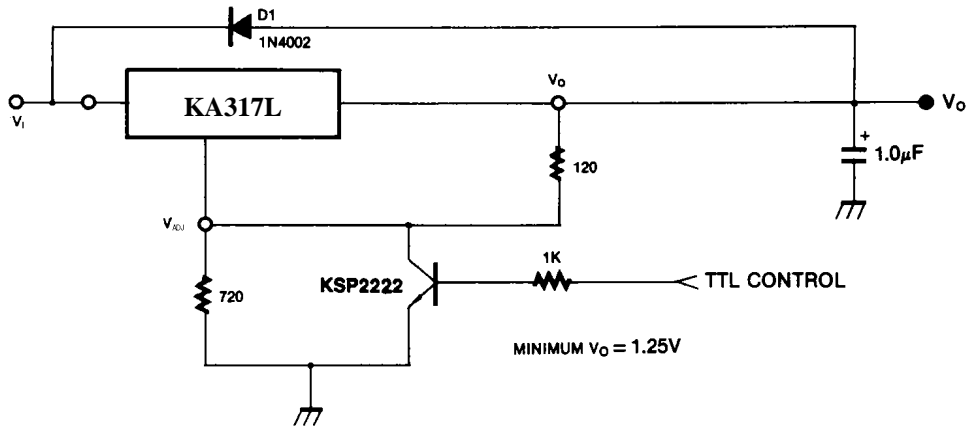 D1
1N4002
KA317L
VI
VO
VO
120
+
1.0μF
VADJ
1K
KSP2222
TTL CONTROL
720
MINIMUM VO = 1.25V